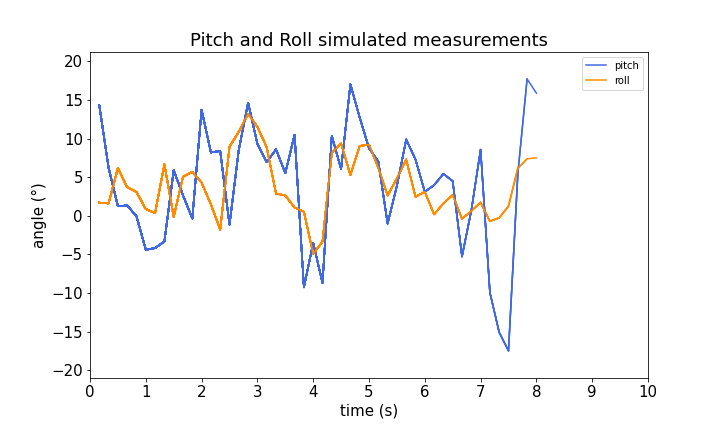 Pitch and Roll simulated measurements
20
15
10
5
0
−5
−10
−15
−20
angle (°)
pitch
roll
0 1 2 3 4 5 6 7 8 9 10
time (s)